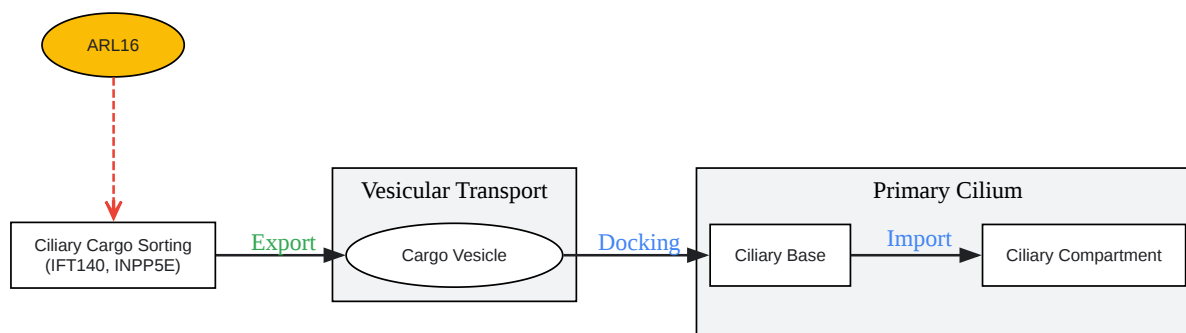 ARL16
Vesicular Transport
Primary Cilium
Ciliary Cargo Sorting
(IFT140, INPP5E)
Export
Cargo Vesicle
Docking
Ciliary Base
Import
Ciliary Compartment